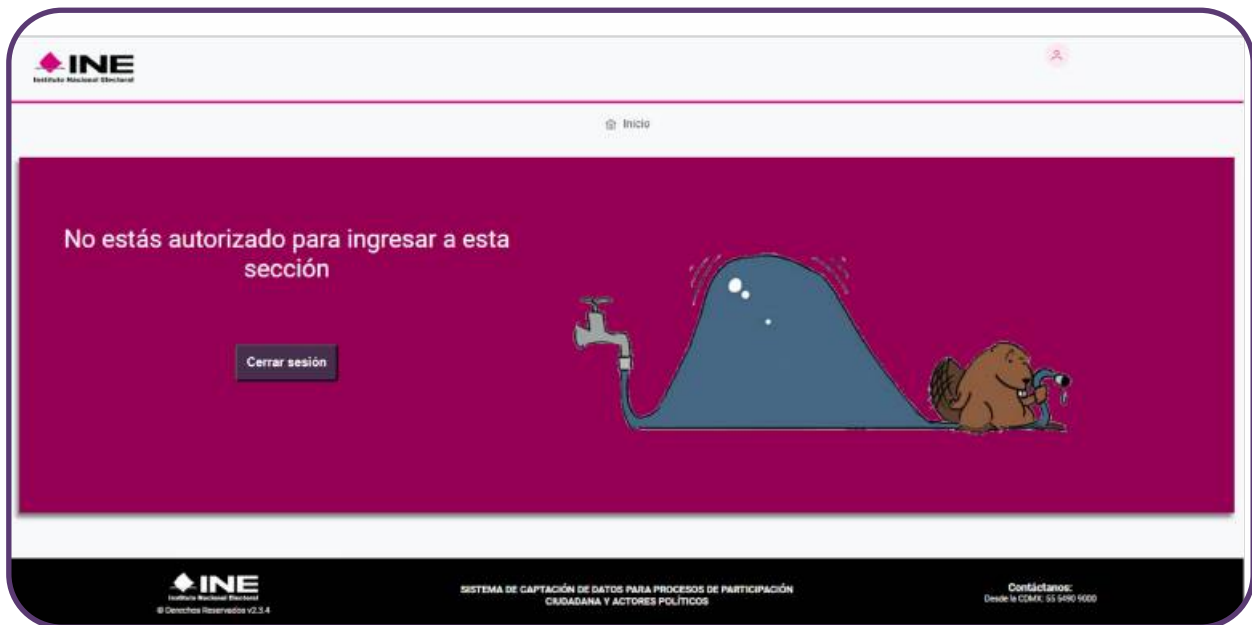 INE
Instituto Nacional Electoral
Inicio
No estás autorizado para ingresar a esta
sección
Cerrar sesión
INE
Instituto Nacional Electoral
© Derechos Reservados v2.3.4
SISTEMA DE CAPTACIÓN DE DATOS PARA PROCESOS DE PARTICIPACIÓN
CIUDADANA Y ACTORES POLÍTICOS
Contáctanos:
Desde la CDMX: 55 5490 9000